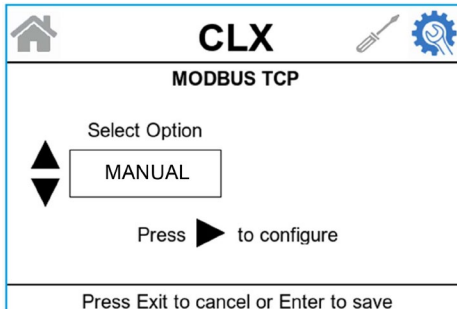 CLX
MODBUS TCP
Select Option
MANUAL
Press to configure
Press Exit to cancel or Enter to save